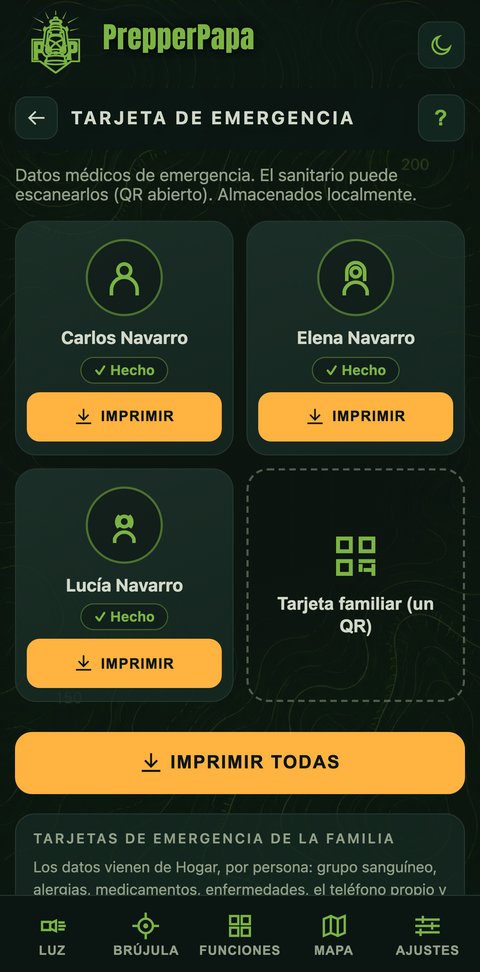 PrepperPapa
TARJETA DE EMERGENCIA
?
200
Datos médicos de emergencia. El sanitario puede
escanearlos (QR abierto). Almacenados localmente.
Carlos Navarro
✓ Hecho
IMPRIMIR
Elena Navarro
✓ Hecho
IMPRIMIR
Lucía Navarro
✓ Hecho
IMPRIMIR
Tarjeta familiar (un
QR)
150
IMPRIMIR TODAS
TARJETAS DE EMERGENCIA DE LA FAMILIA
Los datos vienen de Hogar, por persona: grupo sanguíneo,
alergias, medicamentos, enfermedades, el teléfono propio y
LUZ
BRÚJULA
FUNCIONES
MAPA
AJUSTES